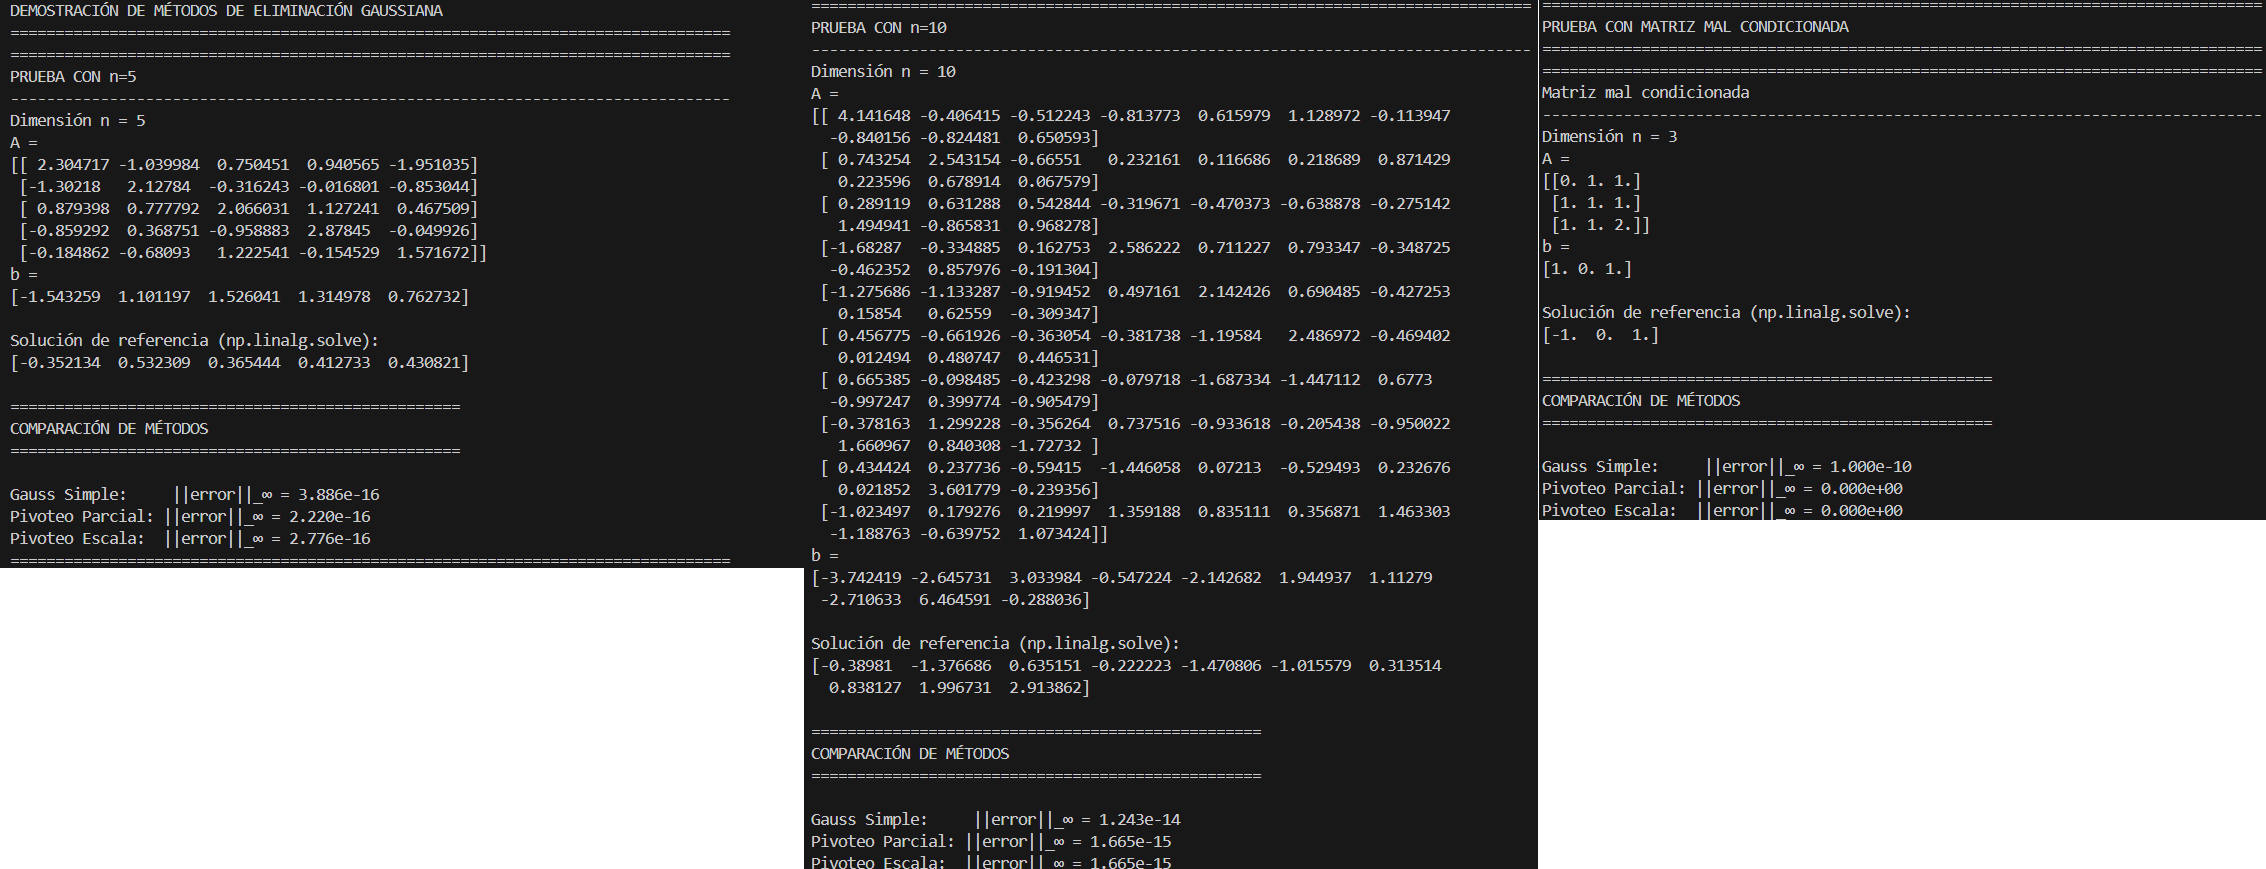 DEMOSTRACIÓN DE MÉTODOS DE ELIMINACIÓN GAUSSIANA
================================================================================
================================================================================
PRUEBA CON n=5
--------------------------------------------------------------------------------
Dimensión n = 5
A =
[[ 2.304717 -1.039984  0.750451  0.940565 -1.951035]
 [-1.30218   2.12784  -0.316243 -0.016801 -0.853044]
 [ 0.879398  0.777792  2.066031  1.127241  0.467509]
 [-0.859292  0.368751 -0.958883  2.87845  -0.049926]
 [-0.184862 -0.68093   1.222541 -0.154529  1.571672]]
b =
[-1.543259  1.101197  1.526041  1.314978  0.762732]

Solución de referencia (np.linalg.solve):
[-0.352134  0.532309  0.365444  0.412733  0.430821]

==================================================
COMPARACIÓN DE MÉTODOS
==================================================

Gauss Simple:     ||error||_∞ = 3.886e-16
Pivoteo Parcial: ||error||_∞ = 2.220e-16
Pivoteo Escala:  ||error||_∞ = 2.776e-16
================================================================================
================================================================================
PRUEBA CON n=10
--------------------------------------------------------------------------------
Dimensión n = 10
A =
[[ 4.141648 -0.406415 -0.512243 -0.813773  0.615979  1.128972 -0.113947
  -0.840156 -0.824481  0.650593]
 [ 0.743254  2.543154 -0.66551   0.232161  0.116686  0.218689  0.871429
   0.223596  0.678914  0.067579]
 [ 0.289119  0.631288  0.542844 -0.319671 -0.470373 -0.638878 -0.275142
   1.494941 -0.865831  0.968278]
 [-1.68287  -0.334885  0.162753  2.586222  0.711227  0.793347 -0.348725
  -0.462352  0.857976 -0.191304]
 [-1.275686 -1.133287 -0.919452  0.497161  2.142426  0.690485 -0.427253
   0.15854   0.62559  -0.309347]
 [ 0.456775 -0.661926 -0.363054 -0.381738 -1.19584   2.486972 -0.469402
   0.012494  0.480747  0.446531]
 [ 0.665385 -0.098485 -0.423298 -0.079718 -1.687334 -1.447112  0.6773
  -0.997247  0.399774 -0.905479]
 [-0.378163  1.299228 -0.356264  0.737516 -0.933618 -0.205438 -0.950022
   1.660967  0.840308 -1.72732 ]
 [ 0.434424  0.237736 -0.59415  -1.446058  0.07213  -0.529493  0.232676
   0.021852  3.601779 -0.239356]
 [-1.023497  0.179276  0.219997  1.359188  0.835111  0.356871  1.463303
  -1.188763 -0.639752  1.073424]]
b =
[-3.742419 -2.645731  3.033984 -0.547224 -2.142682  1.944937  1.11279
 -2.710633  6.464591 -0.288036]

Solución de referencia (np.linalg.solve):
[-0.38981  -1.376686  0.635151 -0.222223 -1.470806 -1.015579  0.313514
  0.838127  1.996731  2.913862]

==================================================
COMPARACIÓN DE MÉTODOS
==================================================

Gauss Simple:     ||error||_∞ = 1.243e-14
Pivoteo Parcial: ||error||_∞ = 1.665e-15
Pivoteo Escala:  ||error||_∞ = 1.665e-15
================================================================================
PRUEBA CON MATRIZ MAL CONDICIONADA
================================================================================
================================================================================
Matriz mal condicionada
--------------------------------------------------------------------------------
Dimensión n = 3
A =
[[0. 1. 1.]
 [1. 1. 1.]
 [1. 1. 2.]]
b =
[1. 0. 1.]

Solución de referencia (np.linalg.solve):
[-1.  0.  1.]

==================================================
COMPARACIÓN DE MÉTODOS
==================================================

Gauss Simple:     ||error||_∞ = 1.000e-10
Pivoteo Parcial: ||error||_∞ = 0.000e+00
Pivoteo Escala:  ||error||_∞ = 0.000e+00